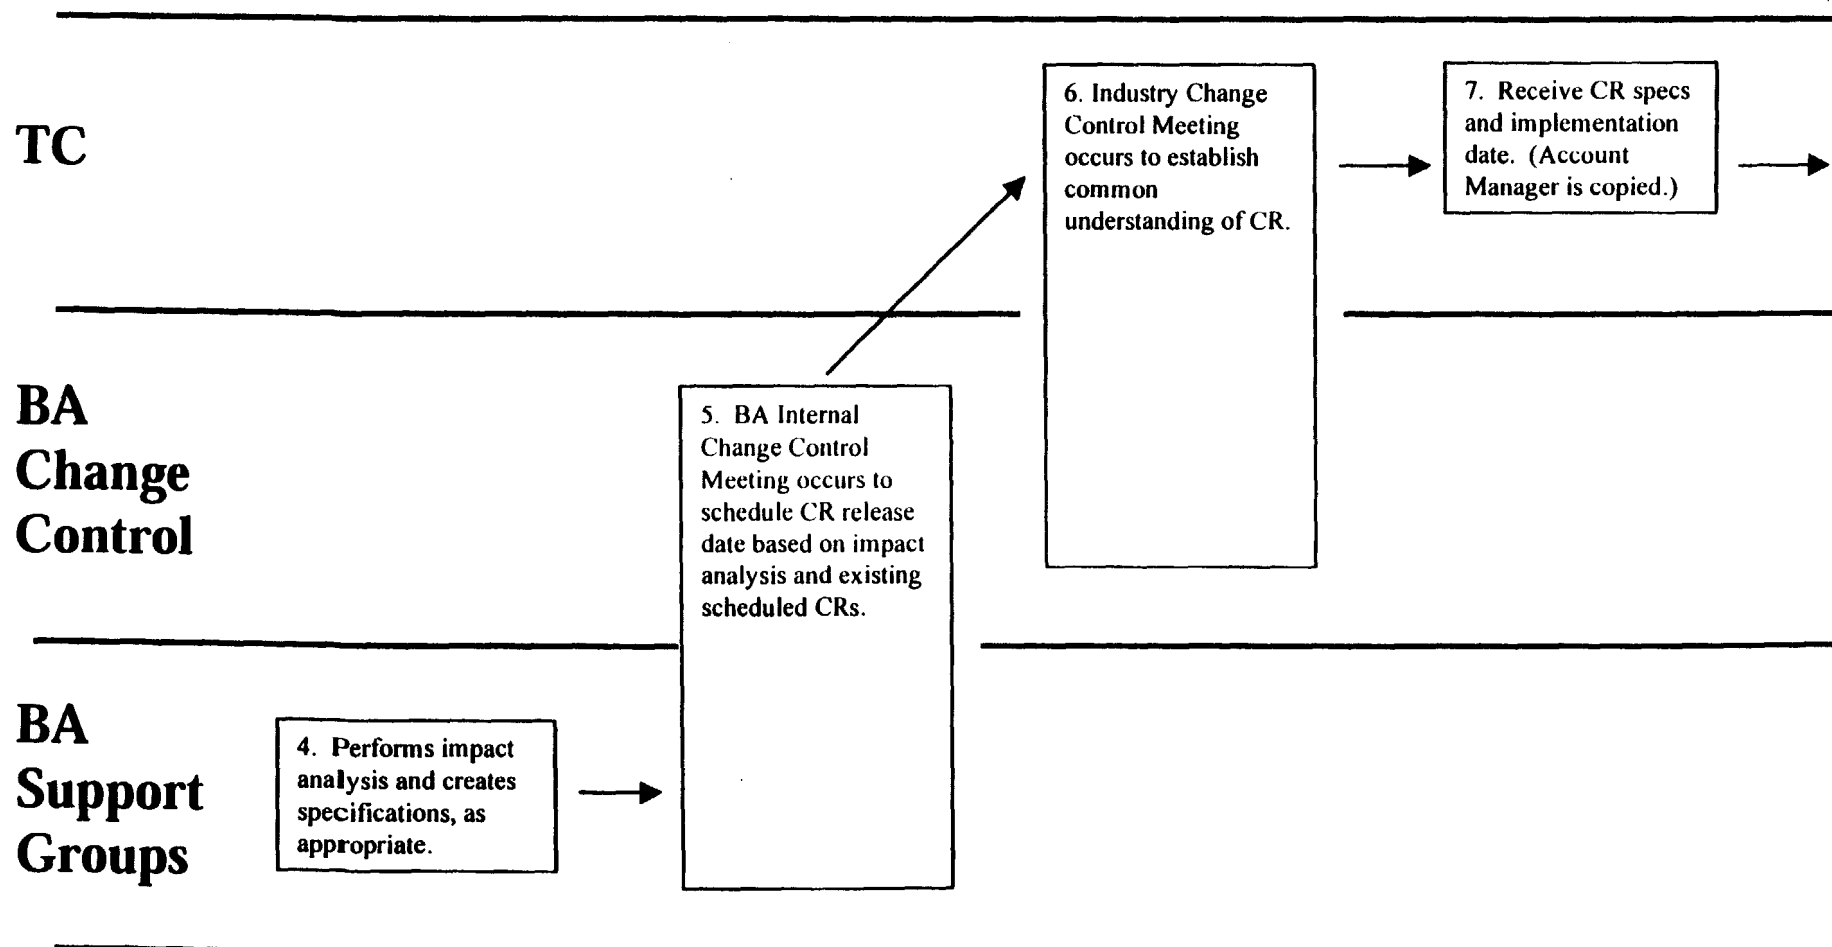 TC
6. Industry Change
Control Meeting
occurs to establish
common
understanding of CR.
7. Receive CR specs
and implementation
date. (Account
Manager is copied.)
BA
Change
Control
5. BA Internal
Change Control
Meeting occurs to
schedule CR release
date based on impact
analysis and existing
scheduled CRs.
BA
Support
Groups
4. Performs impact
analysis and creates
specifications, as
appropriate.